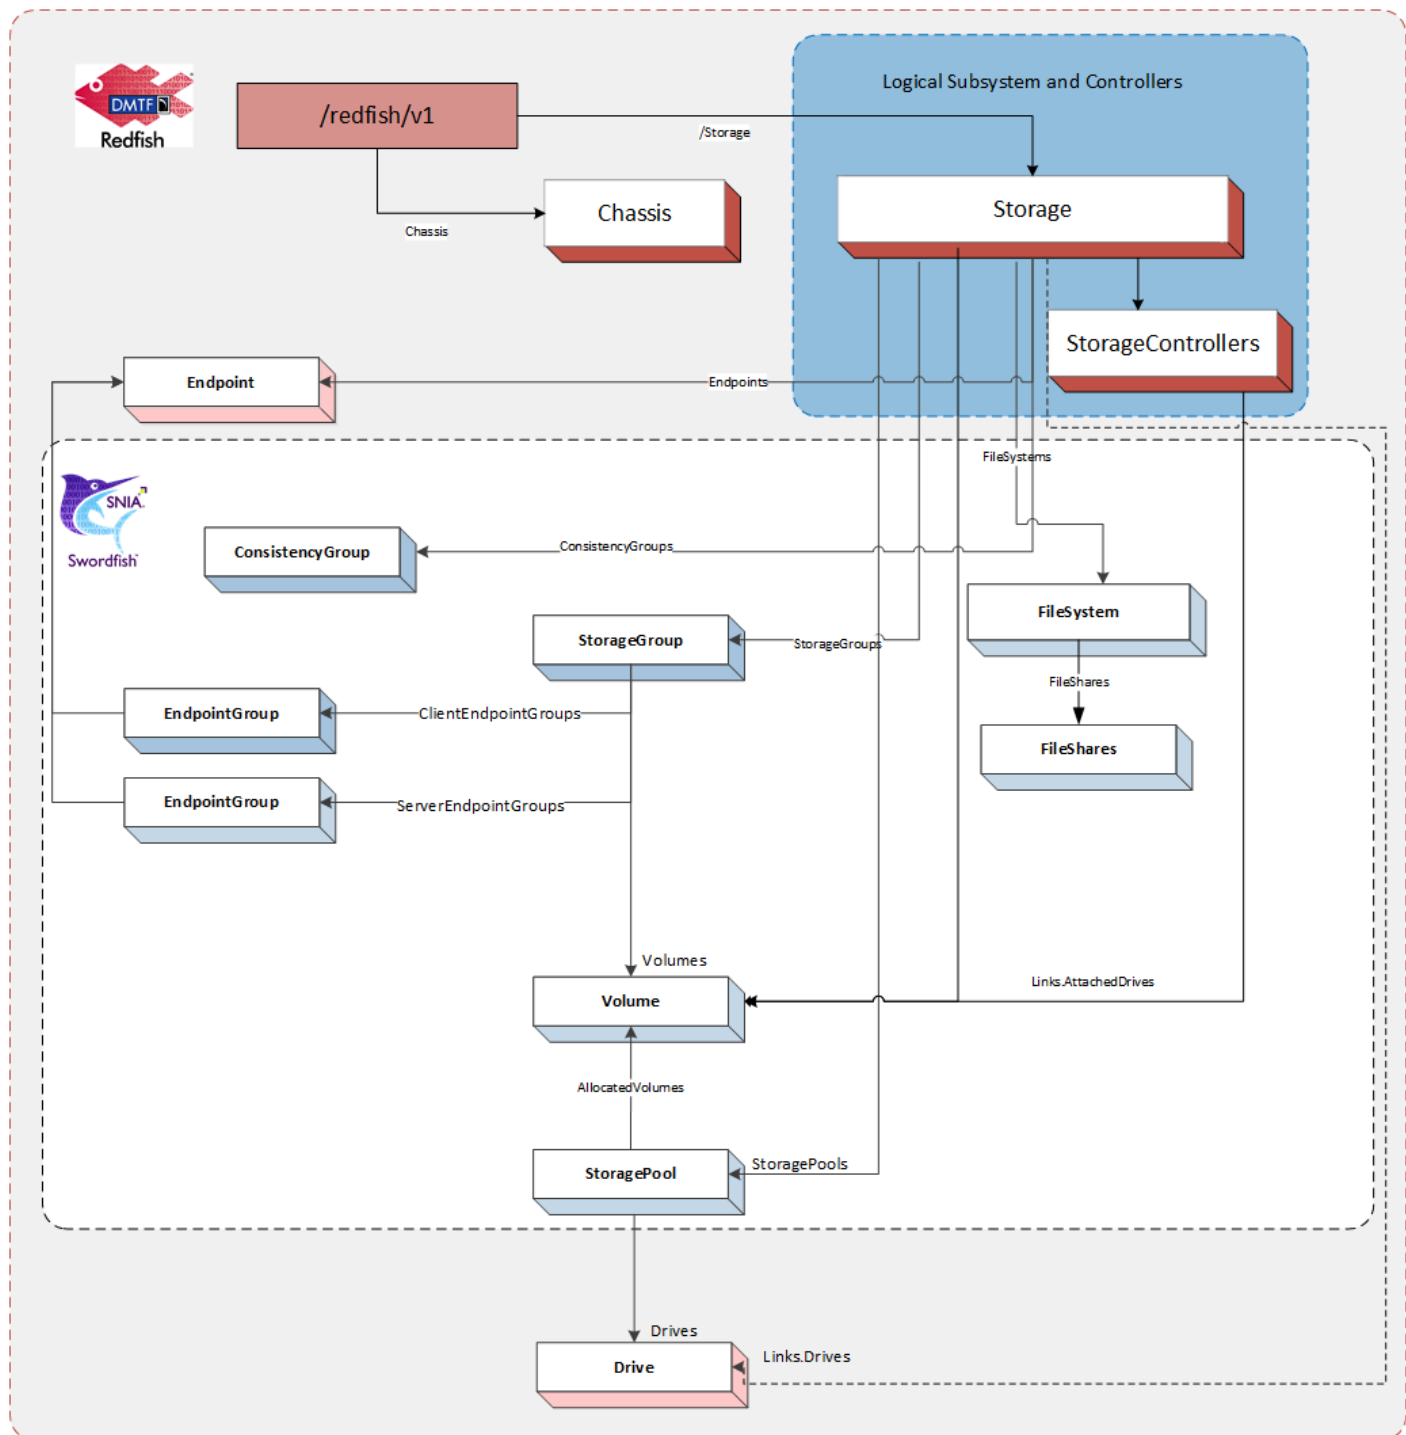 Logical Subsystem and Controllers
DMTF
Redfish
/redfish/v1
/Storage
Storage
Chassis
Chassis
StorageControllers
Endpoint
Endpoints
FileSystems
SNIA
Swordfish
ConsistencyGroup
ConsistencyGroups
FileSystem
StorageGroup
StorageGroups
FileShares
EndpointGroup
ClientEndpointGroups
FileShares
EndpointGroup
ServerEndpointGroups
Volumes
Volume
Links.AttachedDrives
AllocatedVolumes
StoragePool
StoragePools
Drives
Drive
Links.Drives